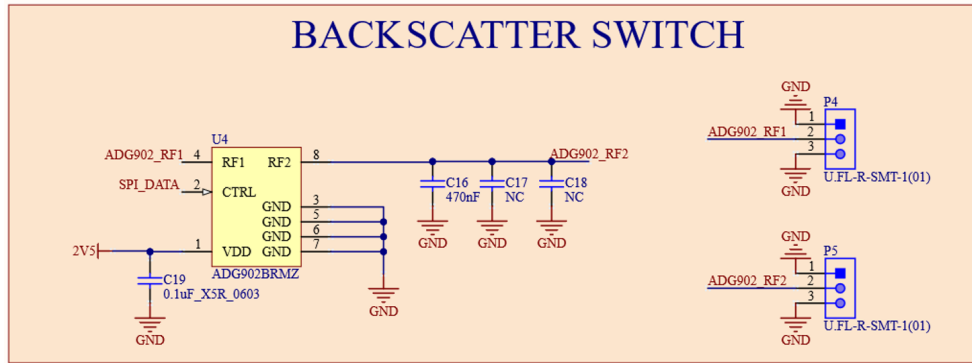 BACKSCATTER SWITCH
U4
ADG902_RF1 4 RF1 RF2 8 ADG902_RF2
SPI_DATA 2 CTRL
GND 3
GND 5
GND 6
2V5 1 VDD GND 7
ADG902BRMZ
C16
470nF
C17
NC
C18
NC
GND
GND
GND
C19
0.1uF_X5R_0603
GND
GND
GND
P4
1
ADG902_RF1 2
3
GND
U.FL-R-SMT-1(01)
GND
P5
1
ADG902_RF2 2
3
GND
U.FL-R-SMT-1(01)